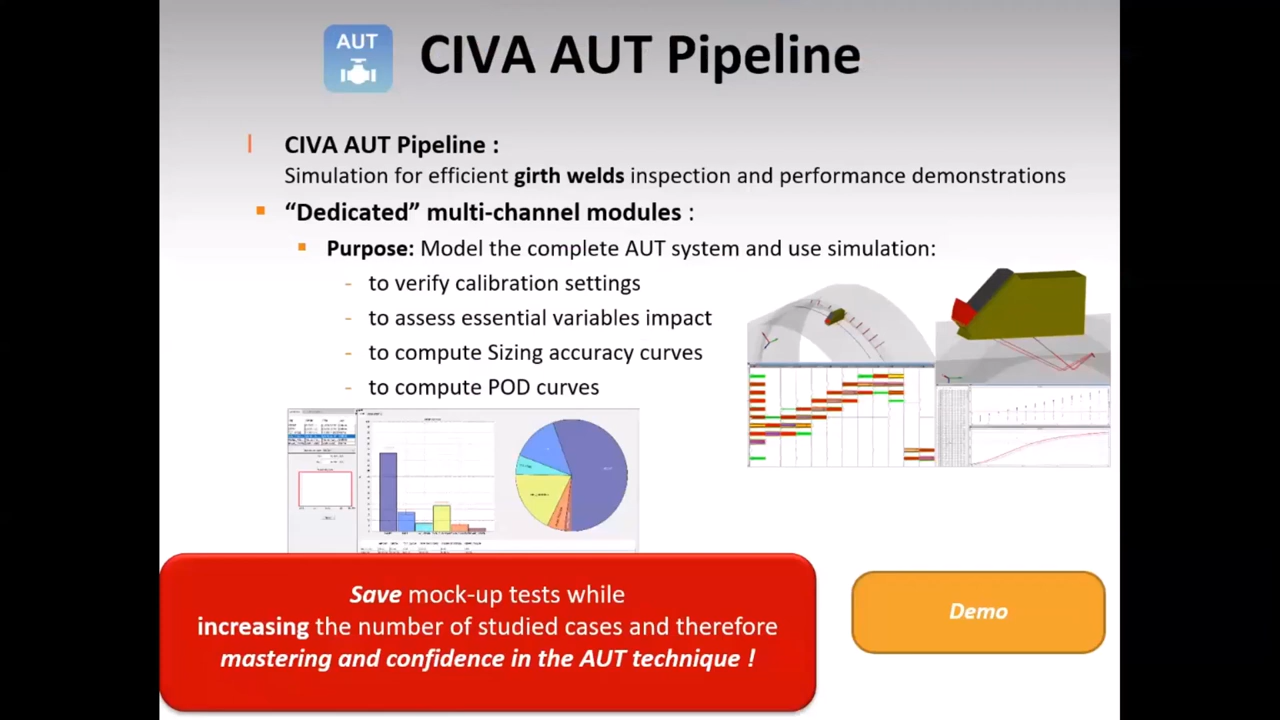 AUT
CIVA AUT Pipeline
CIVA AUT Pipeline :
Simulation for efficient girth welds inspection and performance demonstrations
“Dedicated” multi-channel modules :
Purpose: Model the complete AUT system and use simulation:
- to verify calibration settings
- to assess essential variables impact
- to compute Sizing accuracy curves
- to compute POD curves
Save mock-up tests while
increasing the number of studied cases and therefore
mastering and confidence in the AUT technique !
Demo